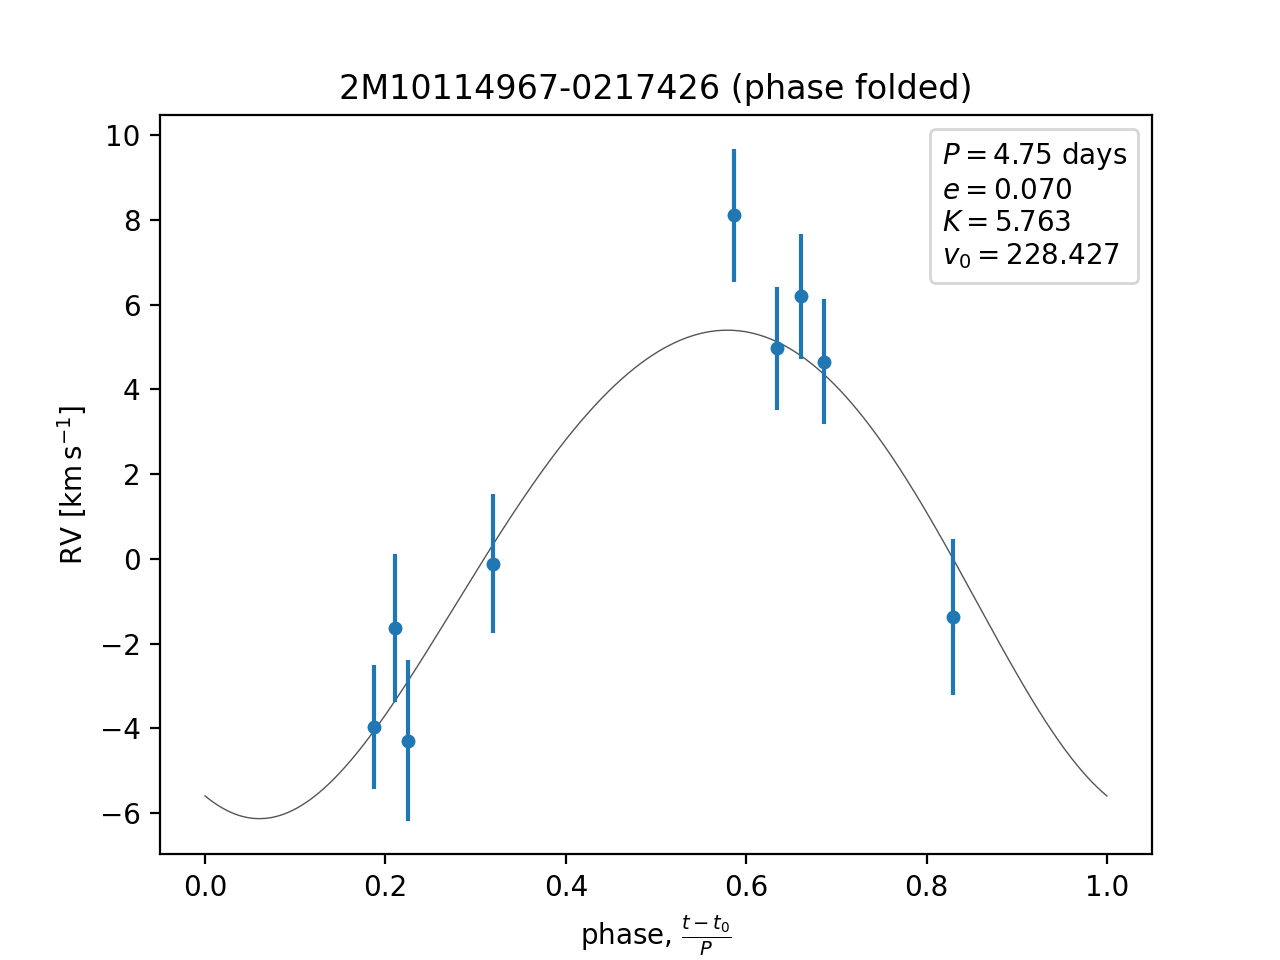 2M10114967-0217426 (phase folded)
P = 4.75 days
e = 0.070
K = 5.763
v₀ = 228.427
RV [km s⁻¹]
10
8
6
4
2
0
−2
−4
−6
0.0 0.2 0.4 0.6 0.8 1.0
phase, (t − t₀)/P